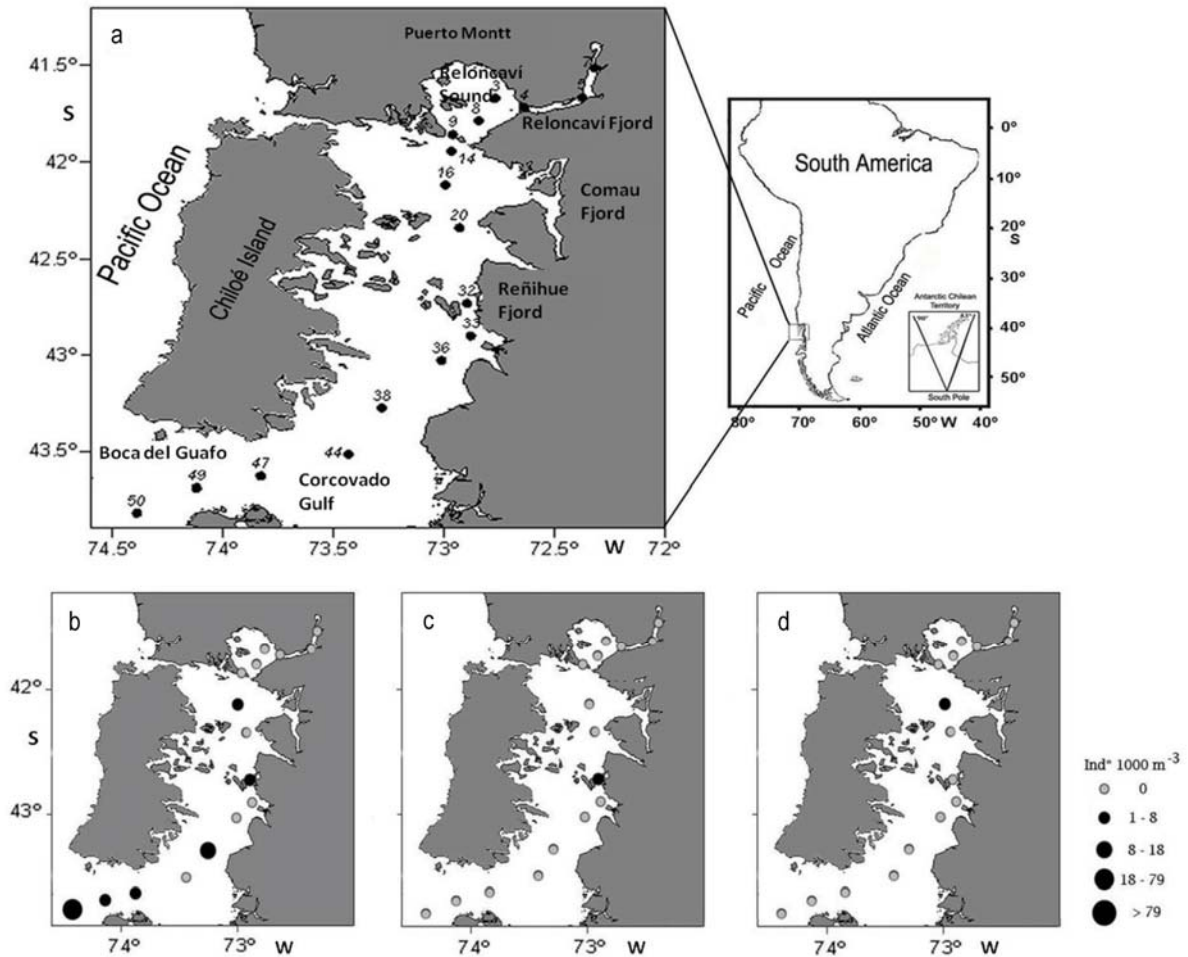 a
Puerto Montt
41.5°
Reloncaví
Sound
7
3
4
5
S
8
Reloncaví Fjord
9
42°
14
16
Comau
Fjord
Pacific Ocean
20
Chiloé Island
42.5°
32
Reñihue
Fjord
33
43°
36
38
43.5°
Boca del Guafo
44
47
49
Corcovado
Gulf
50
74.5°
74°
73.5°
73°
W
72.5°
72°
South America
0°
10°
20°
S
30°
40°
50°
Pacific Ocean
Atlantic Ocean
Antarctic Chilean
Territory
South Pole
80°
70°
60°
50°
W
40°
b
42°
S
43°
74°
73°
W
c
74°
73°
W
d
74°
73°
W
Ind° 1000 m⁻³
0
1 - 8
8 - 18
18 - 79
> 79